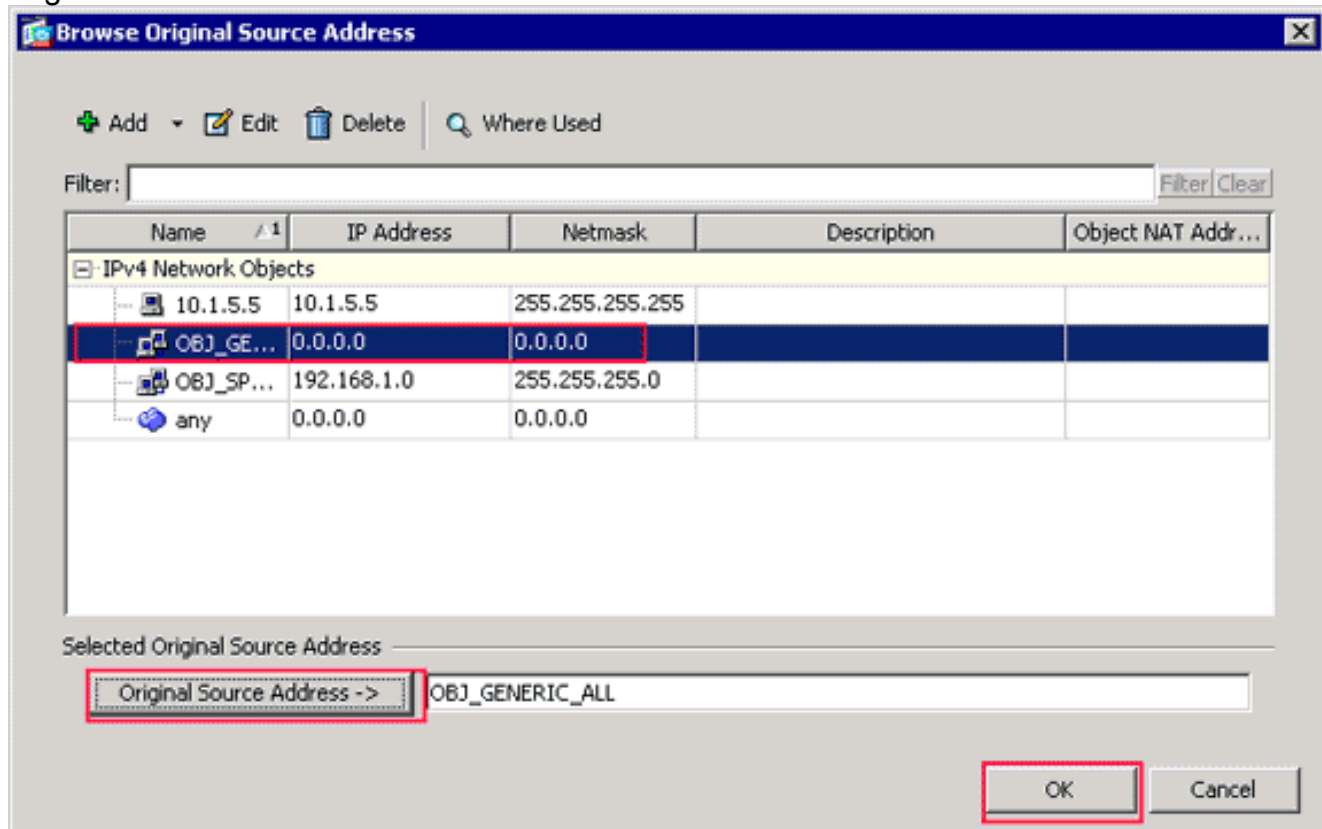 Browse Original Source Address
Add Edit Delete Where Used
Filter: Filter Clear
Name 1 IP Address Netmask Description Object NAT Addr...
IPv4 Network Objects
10.1.5.5 10.1.5.5 255.255.255.255
OBJ_GE... 0.0.0.0 0.0.0.0
OBJ_SP... 192.168.1.0 255.255.255.0
any 0.0.0.0 0.0.0.0
Selected Original Source Address
Original Source Address -> OBJ_GENERIC_ALL
OK Cancel